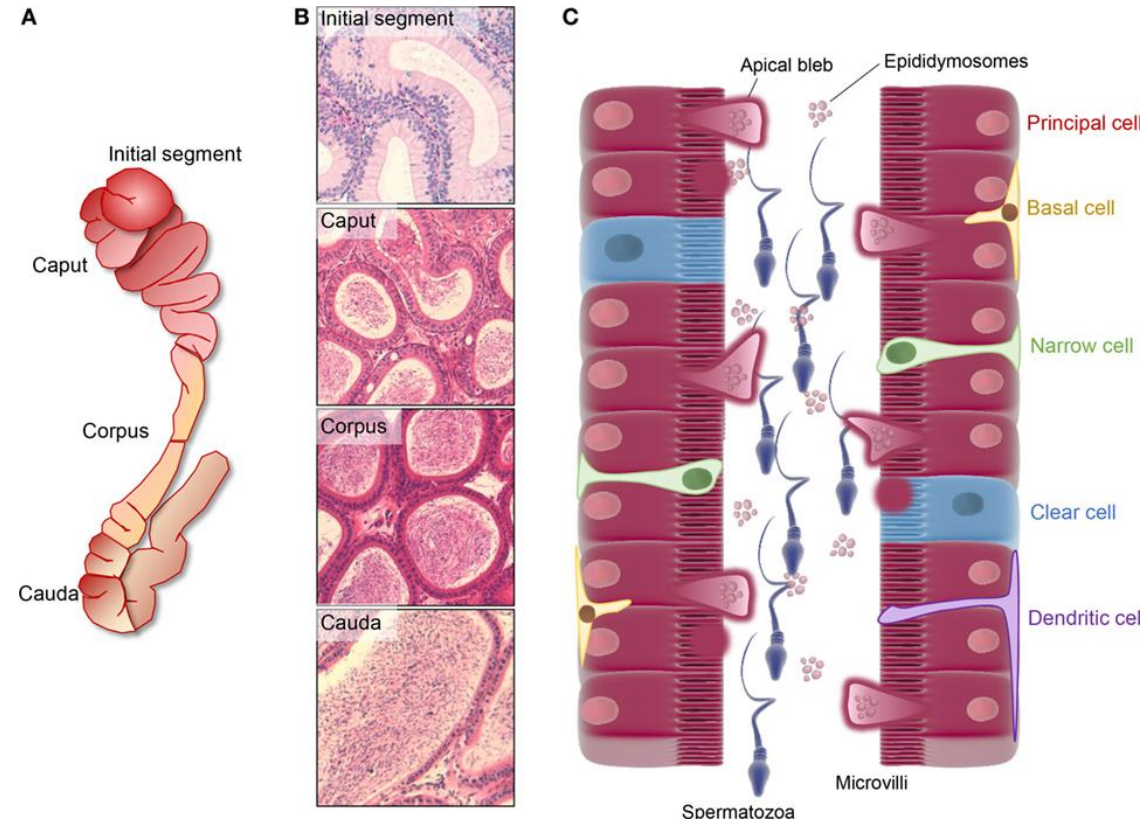 A
Initial segment
Caput
Corpus
Cauda
B
Initial segment
Caput
Corpus
Cauda
C
Apical bleb
Epididymosomes
Principal cell
Basal cell
Narrow cell
Clear cell
Dendritic cel
Microvilli
Spermatozoa